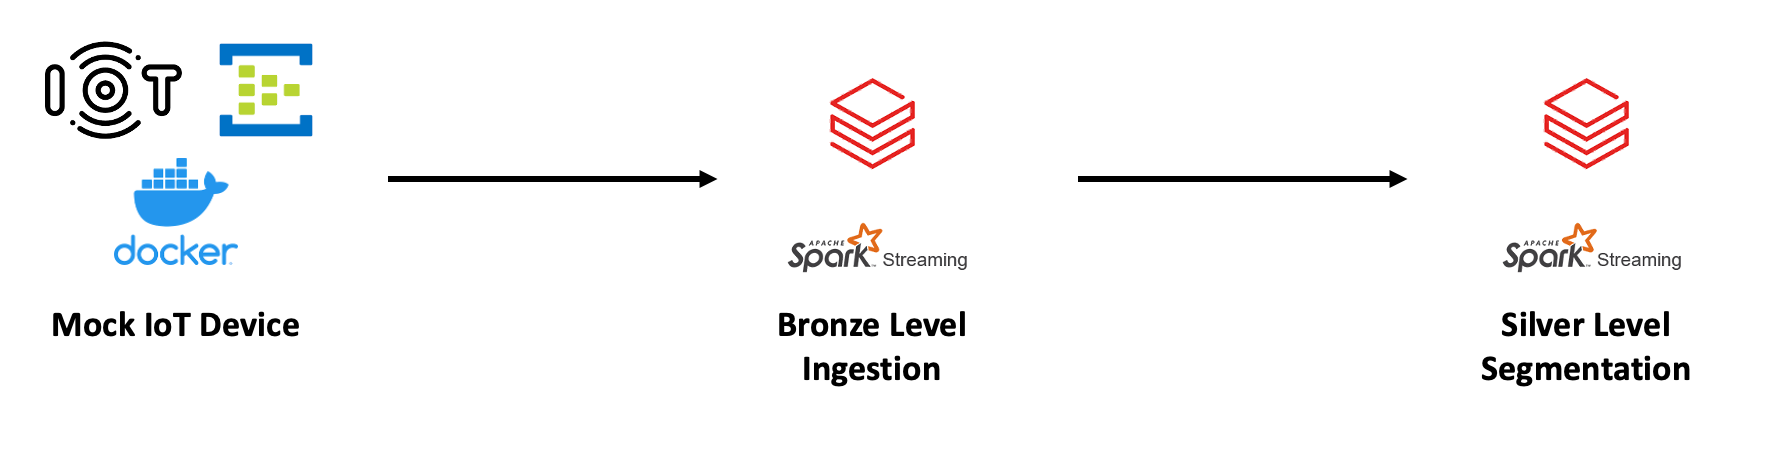 IOT
docker
Mock IoT Device
APACHE
Spark Streaming
Bronze Level
Ingestion
APACHE
Spark Streaming
Silver Level
Segmentation